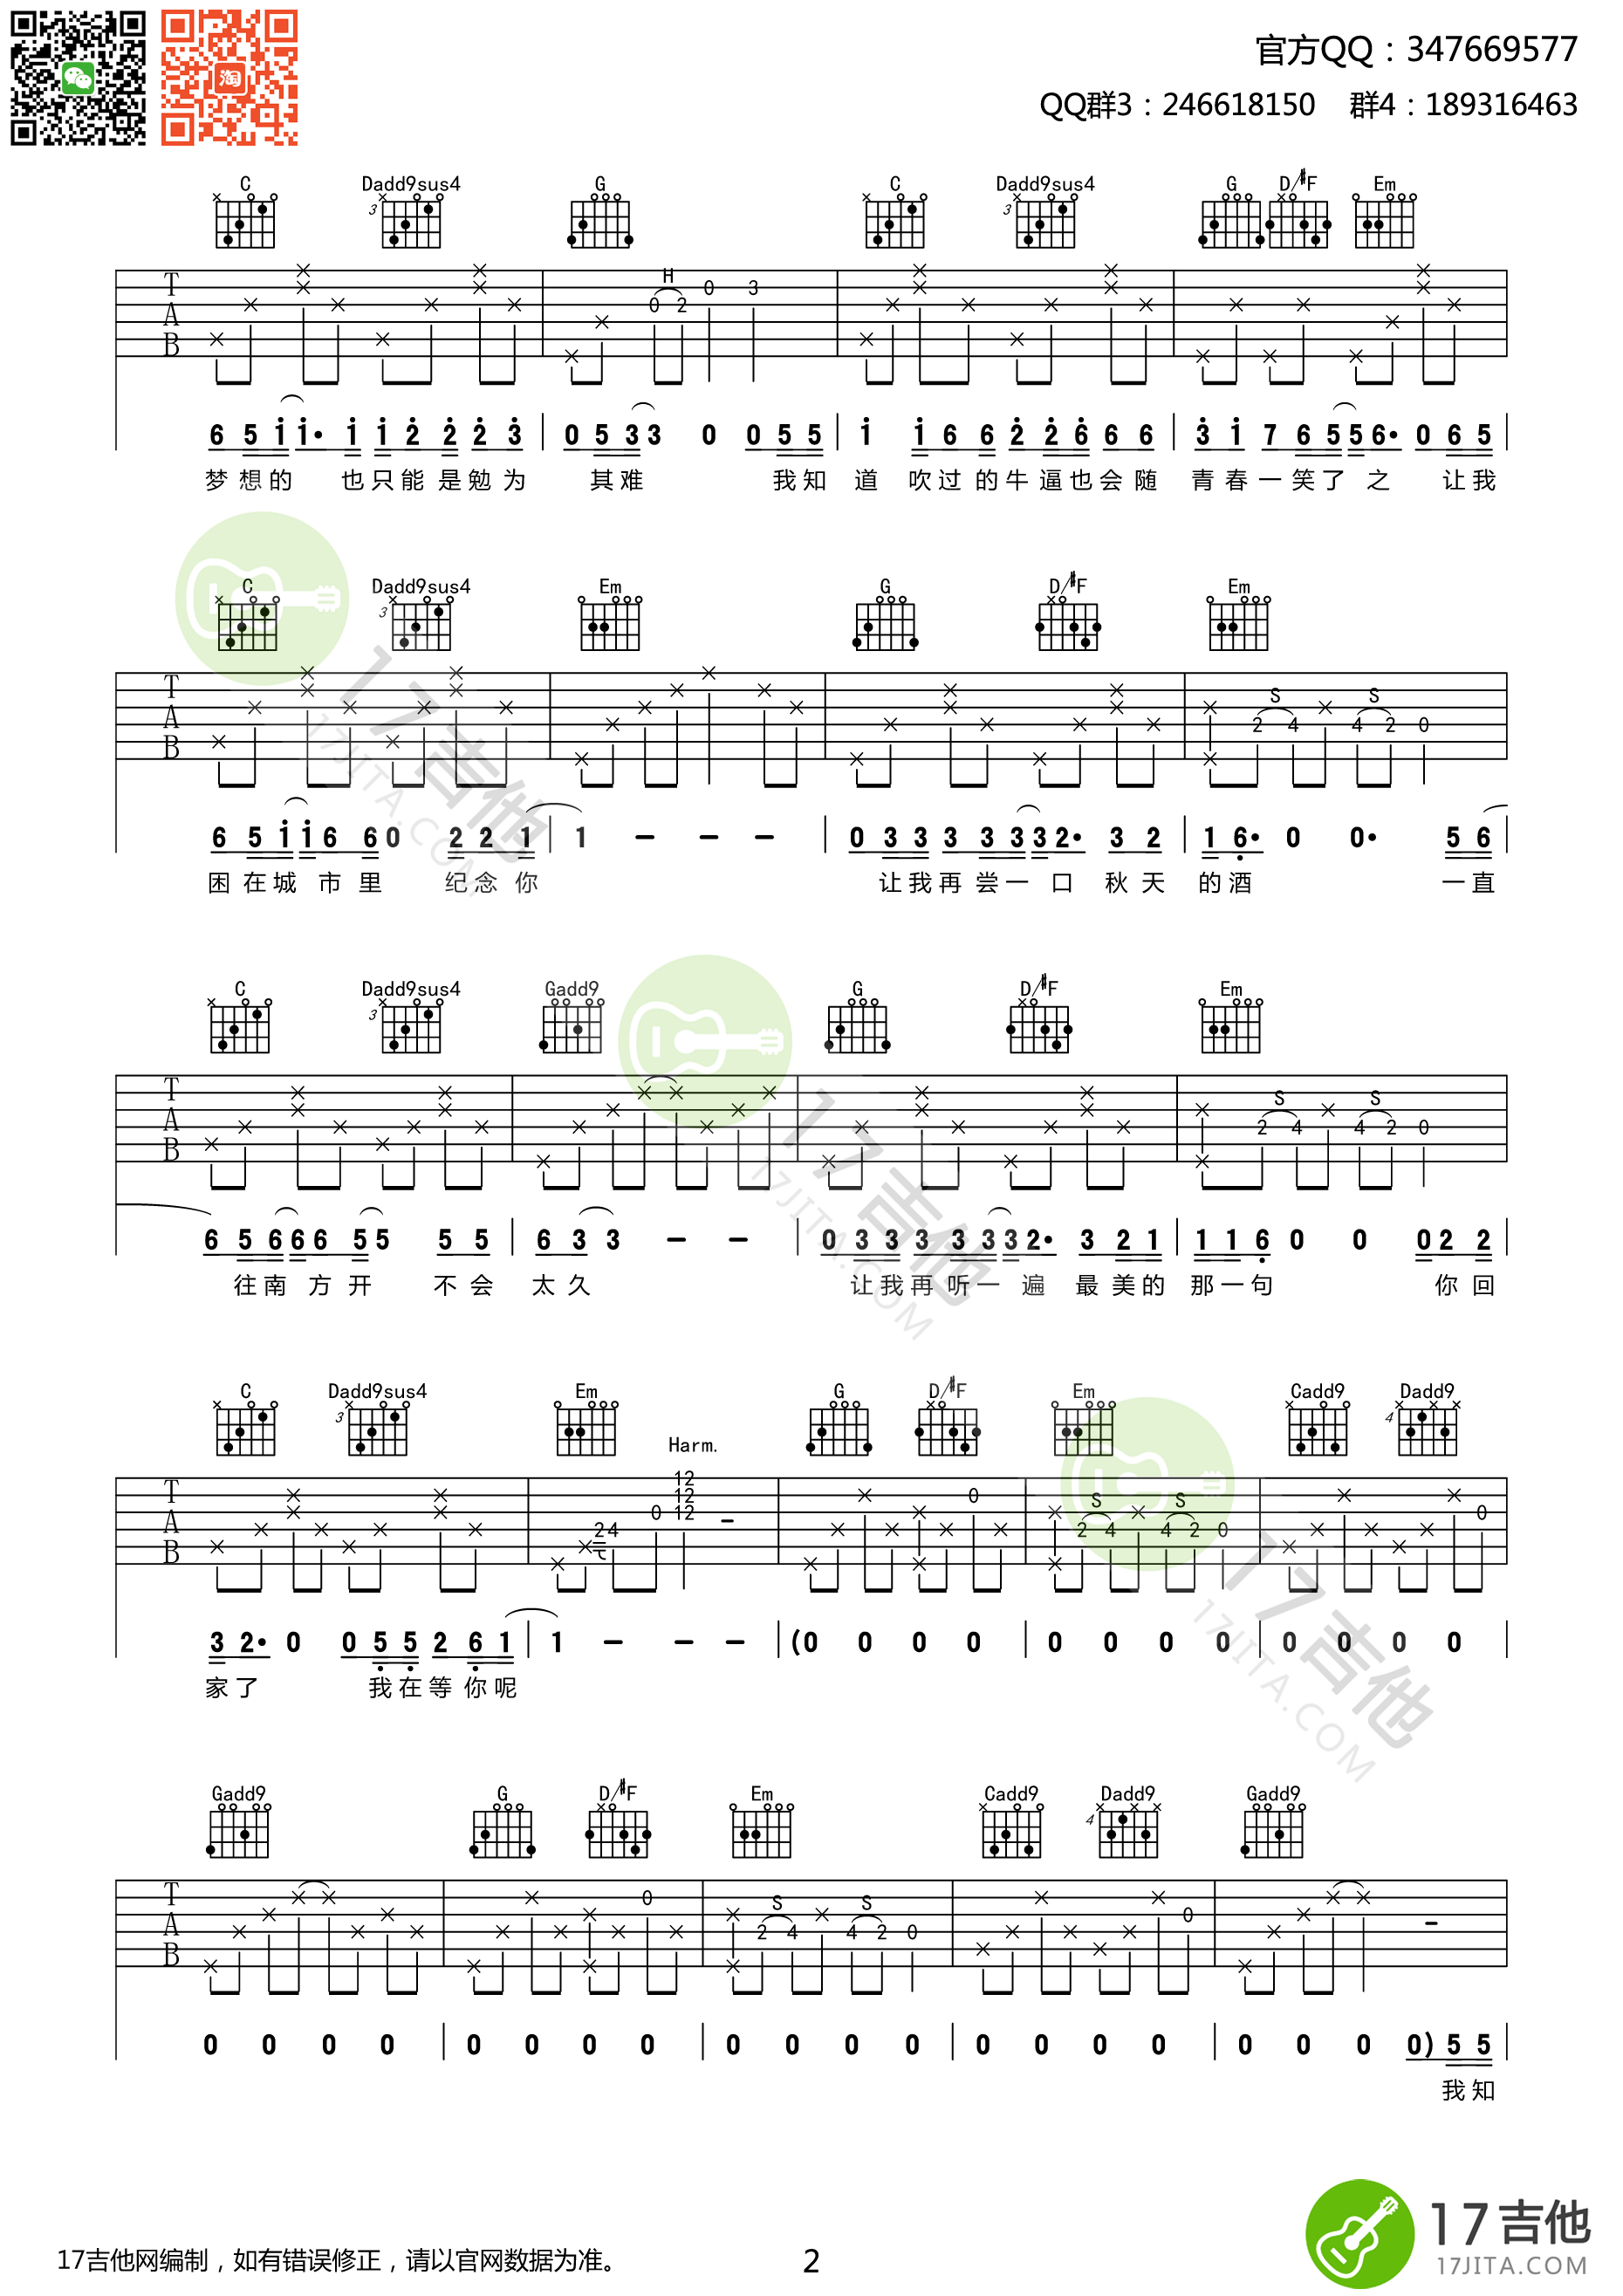 官方QQ：347669577
QQ群3：246618150 群4：189316463
C Dadd9sus4 G C Dadd9sus4 G D/#F Em
3 3
H
T A B 0 2 0 3
6 5 i i· i i 2 2 2 3 | 0 5 3 3 0 0 5 5 | i i 6 6 2 2 6 6 6 | 3 i 7 6 5 5 6· 0 6 5 |
梦想的 也只能是勉为 其难 我知道 吹过的牛逼也会随 青春一笑了之 让我
C Dadd9sus4 Em G D/#F Em
3
S S
T A B 2 4 4 2 0
6 5 i i 6 6 0 2 2 1 | 1 – – – | 0 3 3 3 3 3 3 2· 3 2 | 1 6· 0 0· 5 6 |
困在城市里 纪念你 让我再尝一口秋天的酒 一直
C Dadd9sus4 Gadd9 G D/#F Em
3
S S
T A B 2 4 4 2 0
6 5 6 6 6 5 5 5 5 | 6 3 3 – – | 0 3 3 3 3 3 3 2· 3 2 1 | 1 1 6 0 0 0 2 2 |
往南方开 不会太久 让我再听一遍最美的那一句 你回
C Dadd9sus4 Em G D/#F Em Cadd9 Dadd9
3 4
Harm.
S S
T A B 2 4 0 12 12 12 0 2 4 4 2 0 0
3 2· 0 0 5 5 2 6 1 | 1 – – – | (0 0 0 0 | 0 0 0 0 | 0 0 0 0 |
家了 我在等你呢
Gadd9 G D/#F Em Cadd9 Dadd9 Gadd9
4
S S
T A B 0 2 4 4 2 0 0
0 0 0 0 | 0 0 0 0 | 0 0 0 0 | 0 0 0 0 | 0 0 0 0) 5 5 |
我知
17吉他网编制，如有错误修正，请以官网数据为准。
2
17吉他
17JITA.COM